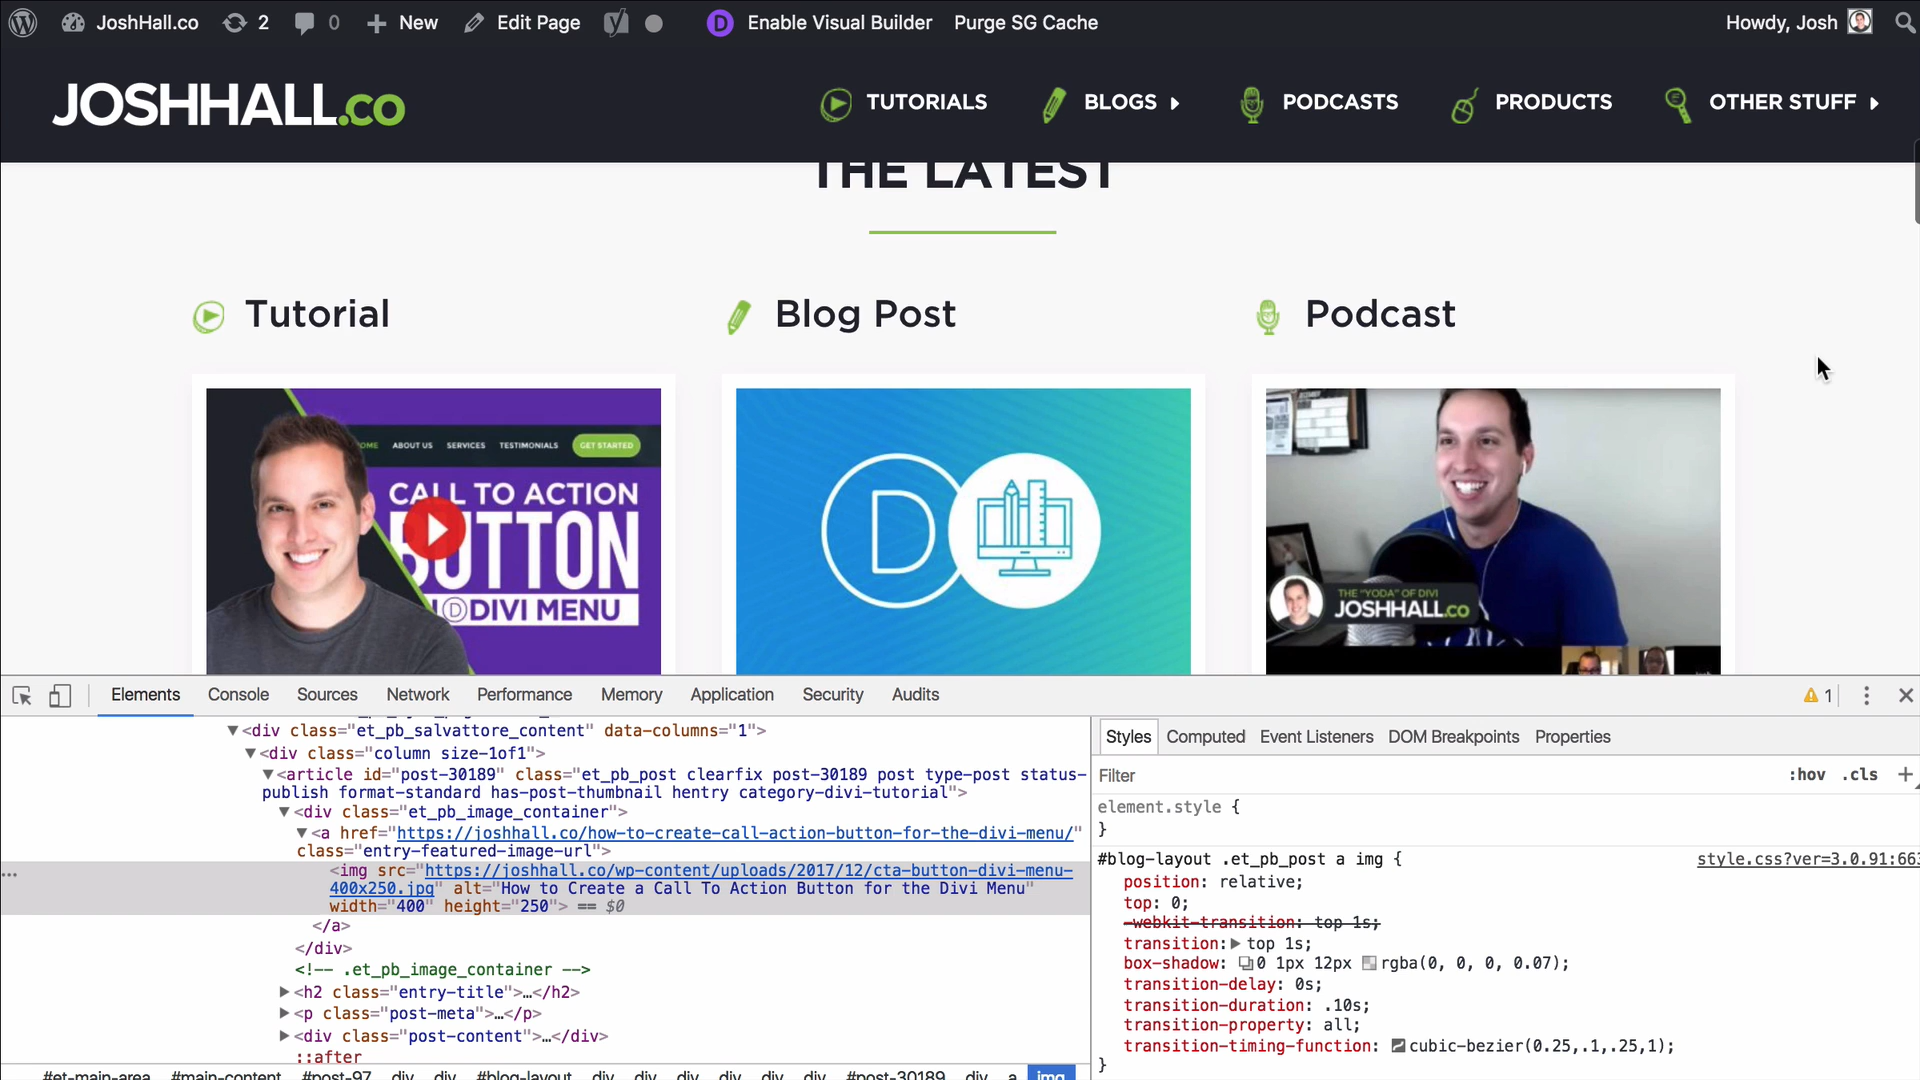 JoshHall.co 2 0 New Edit Page Enable Visual Builder Purge SG Cache Howdy, Josh
JOSHHALL.co TUTORIALS BLOGS PODCASTS PRODUCTS OTHER STUFF
THE LATEST
Tutorial Blog Post Podcast
ABOUT US SERVICES TESTIMONIALS GET STARTED
CALL TO ACTION
BUTTON
DIVI MENU
D
THE "YODA" OF DIVI
JOSHHALL.CO
Elements Console Sources Network Performance Memory Application Security Audits 1
<div class="et_pb_salvattore_content" data-columns="1">
<div class="column size-1of1">
<article id="post-30189" class="et_pb_post clearfix post-30189 post type-post status-
publish format-standard has-post-thumbnail hentry category-divi-tutorial">
<div class="et_pb_image_container">
<a href="https://joshhall.co/how-to-create-call-action-button-for-the-divi-menu/"
class="entry-featured-image-url">
<img src="https://joshhall.co/wp-content/uploads/2017/12/cta-button-divi-menu-
400x250.jpg" alt="How to Create a Call To Action Button for the Divi Menu"
width="400" height="250"> == $0
</a>
</div>
<!-- .et_pb_image_container -->
<h2 class="entry-title">…</h2>
<p class="post-meta">…</p>
<div class="post-content">…</div>
::after
#et-main-area #main-content #post-97 div div #blog-layout div div div div div div #post-30189 div a img
Styles Computed Event Listeners DOM Breakpoints Properties
Filter :hov .cls +
element.style {
}
#blog-layout .et_pb_post a img { style.css?ver=3.0.91:663
position: relative;
top: 0;
-webkit-transition: top 1s;
transition: top 1s;
box-shadow: 0 1px 12px rgba(0, 0, 0, 0.07);
transition-delay: 0s;
transition-duration: .10s;
transition-property: all;
transition-timing-function: cubic-bezier(0.25,.1,.25,1);
}